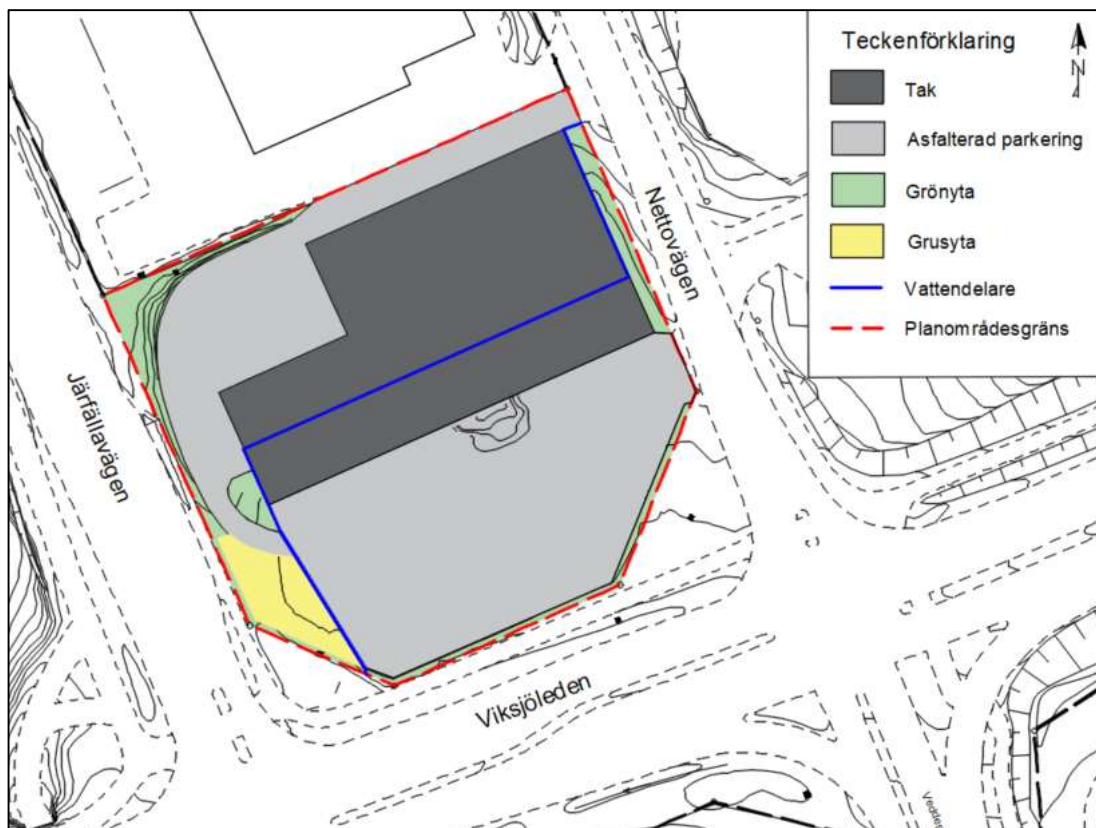 Teckenförklaring
N
Tak
Asfalterad parkering
Grönyta
Grusyta
Vattendelare
Planområdesgräns
Nettovägen
Järfällavägen
Viksjöleden